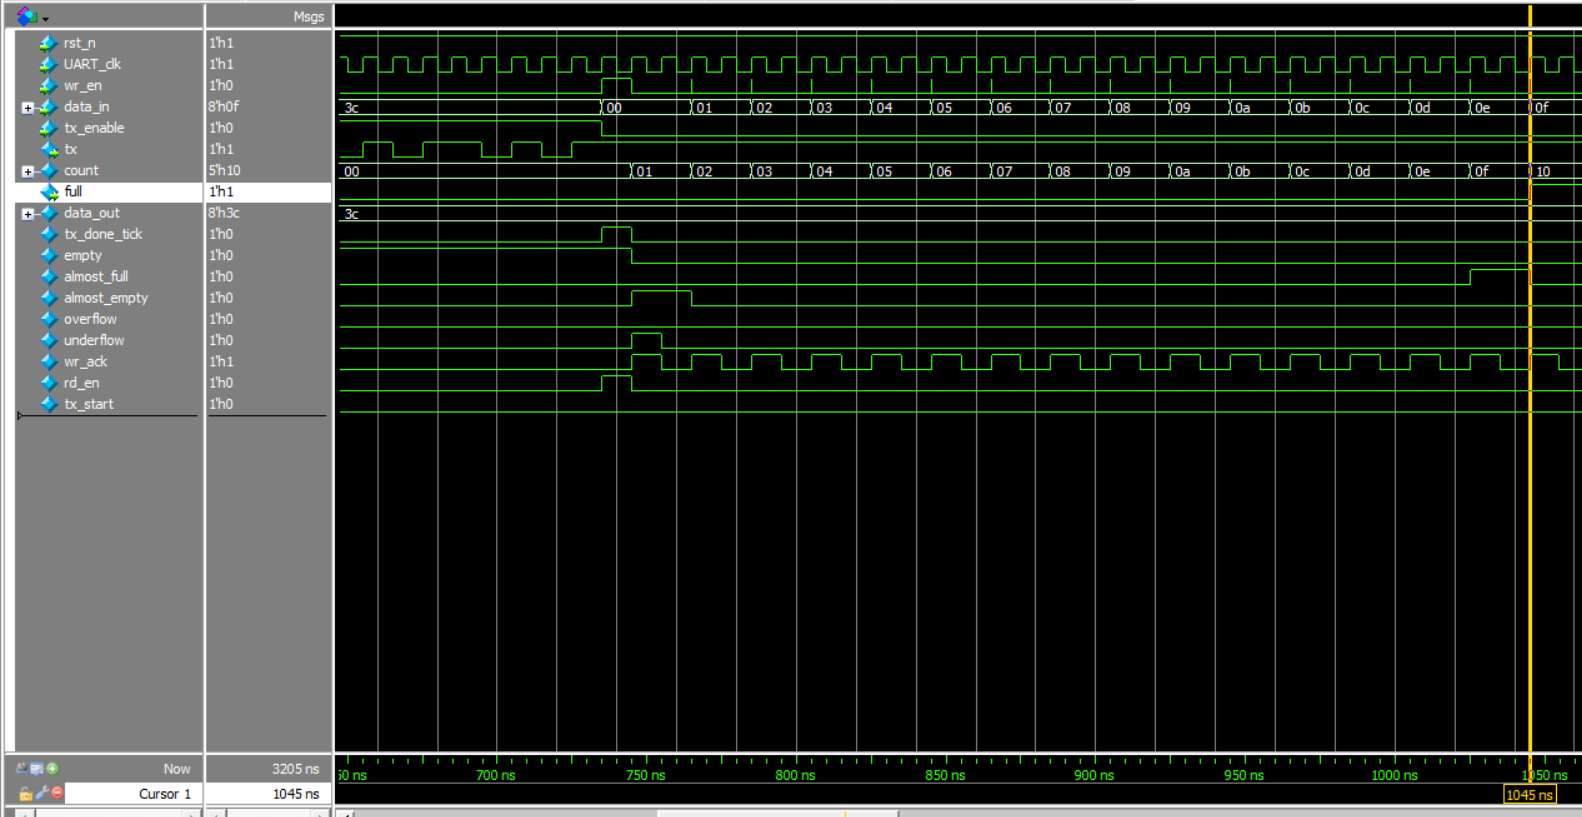 Msgs
rst_n 1'h1
UART_clk 1'h1
wr_en 1'h0
data_in 8'h0f 3c 00 01 02 03 04 05 06 07 08 09 0a 0b 0c 0d 0e 0f
tx_enable 1'h0
tx 1'h1
count 5'h10 00 01 02 03 04 05 06 07 08 09 0a 0b 0c 0d 0e 0f 10
full 1'h1
data_out 8'h3c 3c
tx_done_tick 1'h0
empty 1'h0
almost_full 1'h0
almost_empty 1'h0
overflow 1'h0
underflow 1'h0
wr_ack 1'h1
rd_en 1'h0
tx_start 1'h0
Now 3205 ns 50 ns 700 ns 750 ns 800 ns 850 ns 900 ns 950 ns 1000 ns 1050 ns
Cursor 1 1045 ns 1045 ns